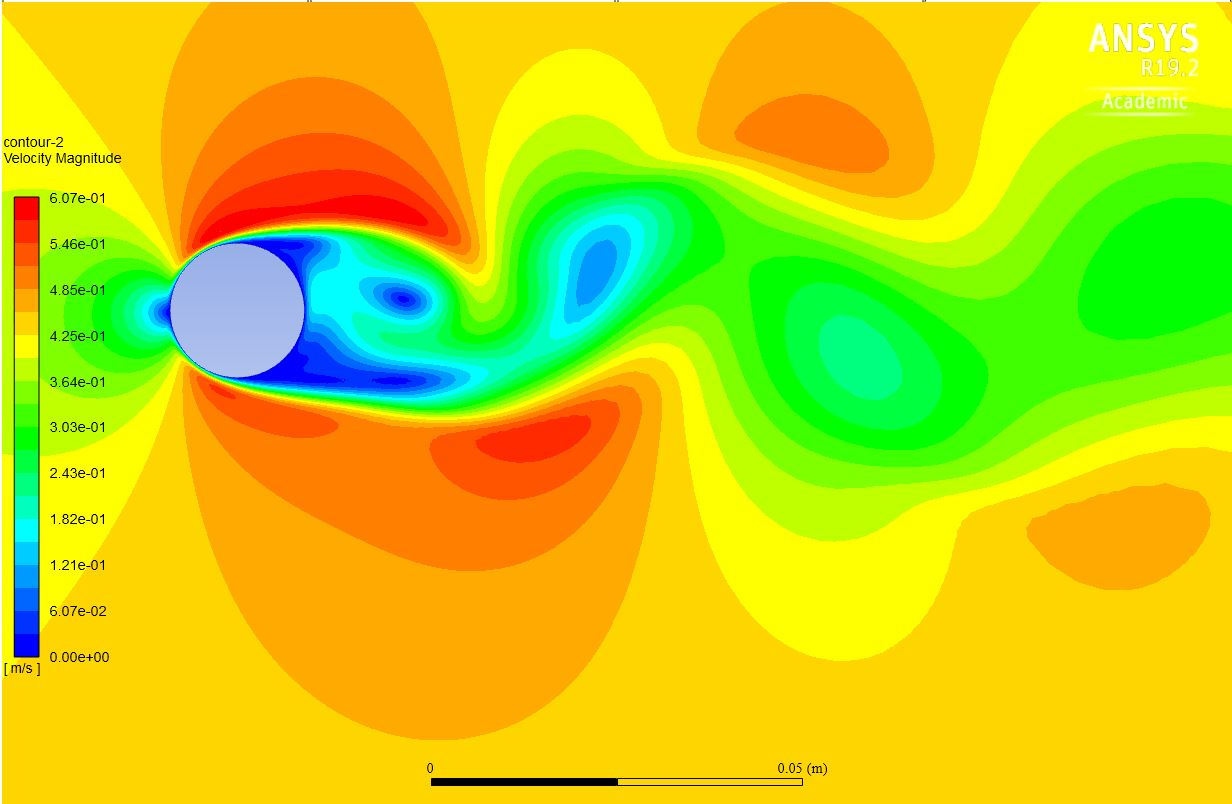 ANSYS
R19.2
Academic
contour-2
Velocity Magnitude
6.07e-01
5.46e-01
4.85e-01
4.25e-01
3.64e-01
3.03e-01
2.43e-01
1.82e-01
1.21e-01
6.07e-02
0.00e+00
[ m/s ]
0 0.05 (m)